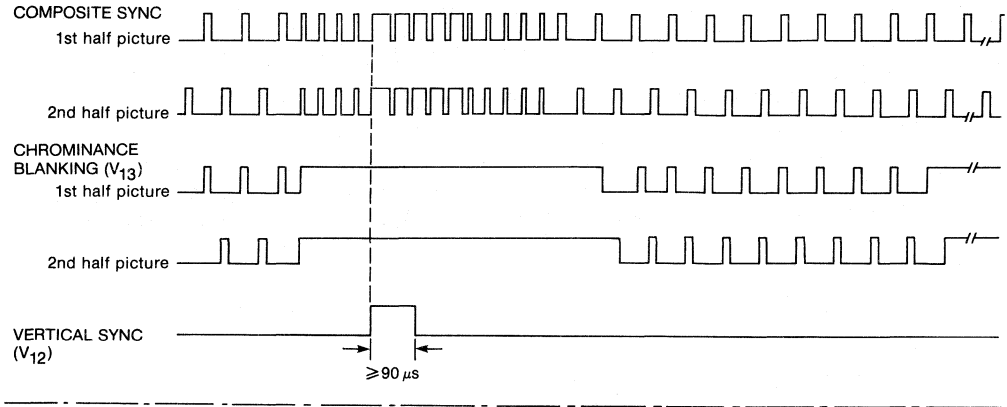 COMPOSITE SYNC
1st half picture
2nd half picture
CHROMINANCE
BLANKING (V13)
1st half picture
2nd half picture
VERTICAL SYNC
(V12)
≥90 μs